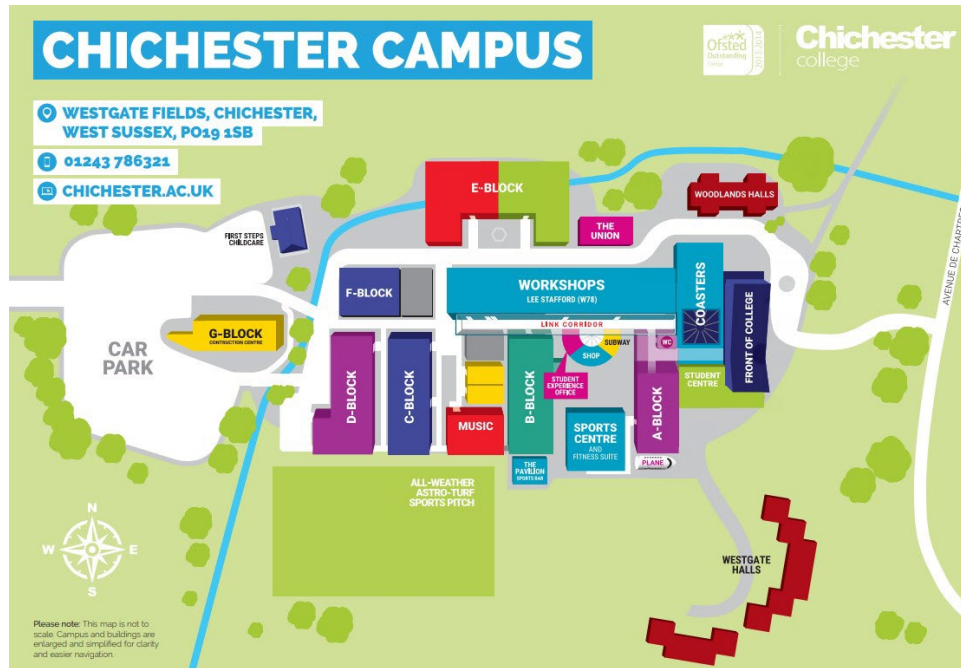 CHICHESTER CAMPUS
Ofsted
Outstanding
College
2013-2014
Chichester
college
WESTGATE FIELDS, CHICHESTER,
WEST SUSSEX, PO19 1SB
01243 786321
CHICHESTER.AC.UK
E-BLOCK
WOODLANDS HALLS
THE
UNION
FIRST STEPS
CHILDCARE
AVENUE DE CHARTRES
F-BLOCK
WORKSHOPS
LEE STAFFORD (W78)
COASTERS
FRONT OF COLLEGE
LINK CORRIDOR
G-BLOCK
CONTRUCTION CENTRE
CAR
PARK
SUBWAY
SHOP
WC
STUDENT
EXPERIENCE
OFFICE
STUDENT
CENTRE
D-BLOCK
C-BLOCK
MUSIC
B-BLOCK
SPORTS
CENTRE
AND
FITNESS SUITE
A-BLOCK
THE
PAVILION
SPORTS BAR
PLANE
ALL-WEATHER
ASTRO-TURF
SPORTS PITCH
N
W
E
S
WESTGATE
HALLS
Please note: This map is not to
scale. Campus and buildings are
enlarged and simplified for clarity
and easier navigation.